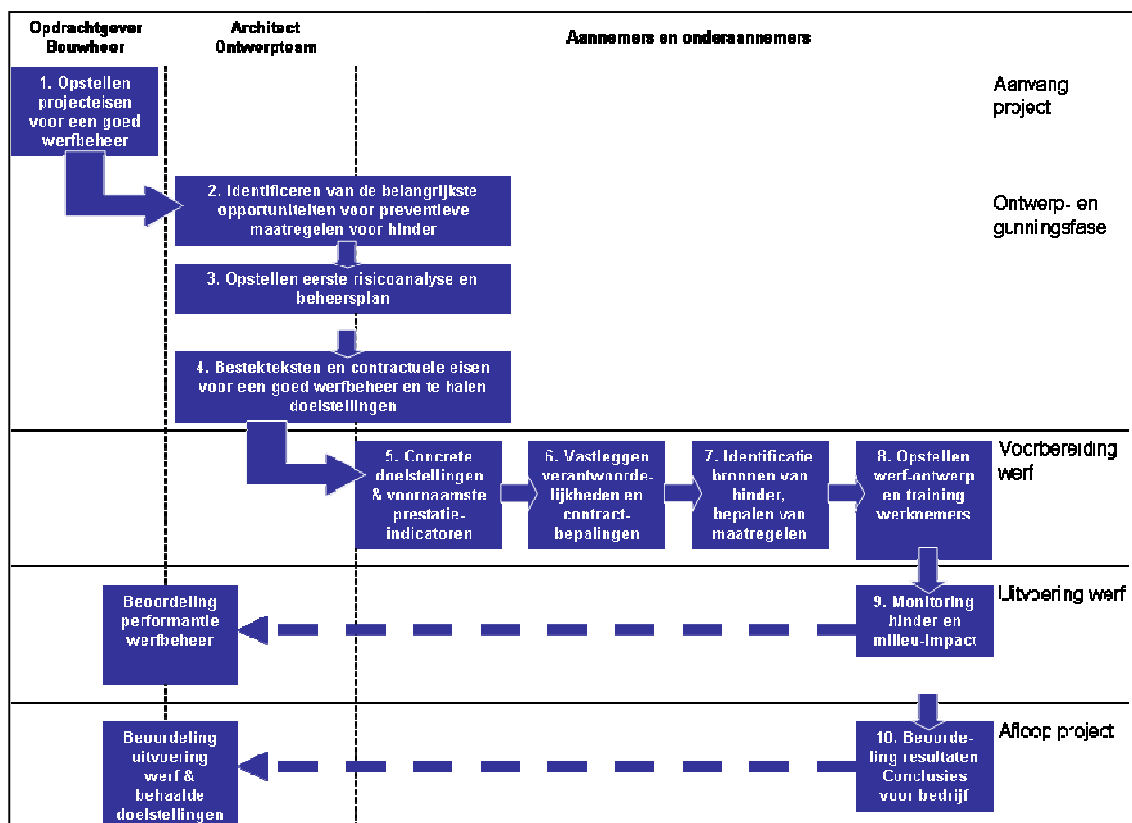 Opdrachtgever
Bouwheer
Architect
Ontwerpteam
Aannemers en onderaannemers
1. Opstellen
projecteisen
voor een goed
werfbeheer
Aanvang
project
2. Identificeren van de belangrijkste
opportuniteiten voor preventieve
maatregelen voor hinder
Ontwerp- en
gunningsfase
3. Opstellen eerste risicoanalyse en
beheersplan
4. Bestekteksten en contractuele eisen
voor een goed werfbeheer en te halen
doelstellingen
5. Concrete
doelstellingen
& voornaamste
prestatie-
indicatoren
6. Vastleggen
verantwoorde-
lijkheden en
contract-
bepalingen
7. Identificatie
bronnen van
hinder,
bepalen van
maatregelen
8. Opstellen
werf-ontwerp
en training
werknemers
Voorbereiding
werf
Beoordeling
performantie
werfbeheer
9. Monitoring
hinder en
milieu-impact
Uitvoering werf
Beoordeling
uitvoering
werf &
behaalde
doelstellingen
10. Beoorde-
ling resultaten
Conclusies
voor bedrijf
Afloop project